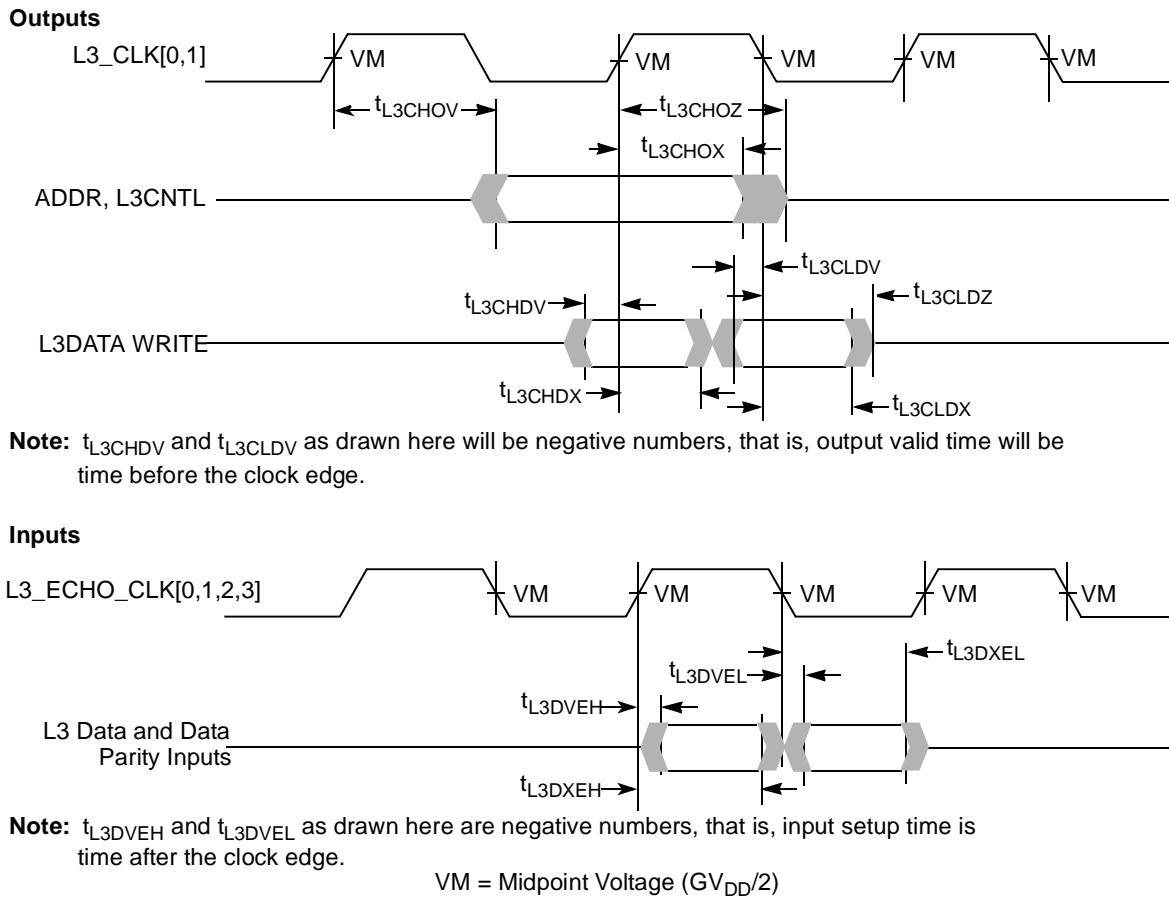 Outputs
L3_CLK[0,1]
VM VM VM VM VM
tL3CHOV
tL3CHOZ
tL3CHOX
ADDR, L3CNTL
tL3CLDV
tL3CHDV
tL3CLDZ
L3DATA WRITE
tL3CHDX
tL3CLDX
Note: tL3CHDV and tL3CLDV as drawn here will be negative numbers, that is, output valid time will be
time before the clock edge.
Inputs
L3_ECHO_CLK[0,1,2,3]
VM VM VM VM VM
tL3DXEL
tL3DVEL
tL3DVEH
L3 Data and Data
Parity Inputs
tL3DXEH
Note: tL3DVEH and tL3DVEL as drawn here are negative numbers, that is, input setup time is
time after the clock edge.
VM = Midpoint Voltage (GVDD/2)